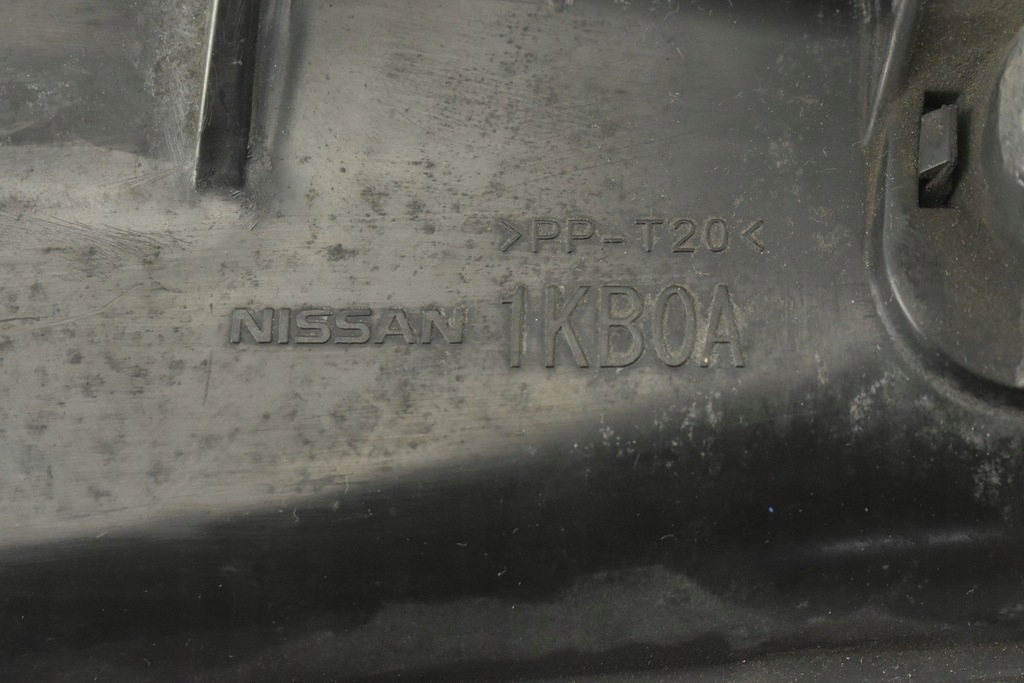 >PP-T20<
NISSAN 1KB0A